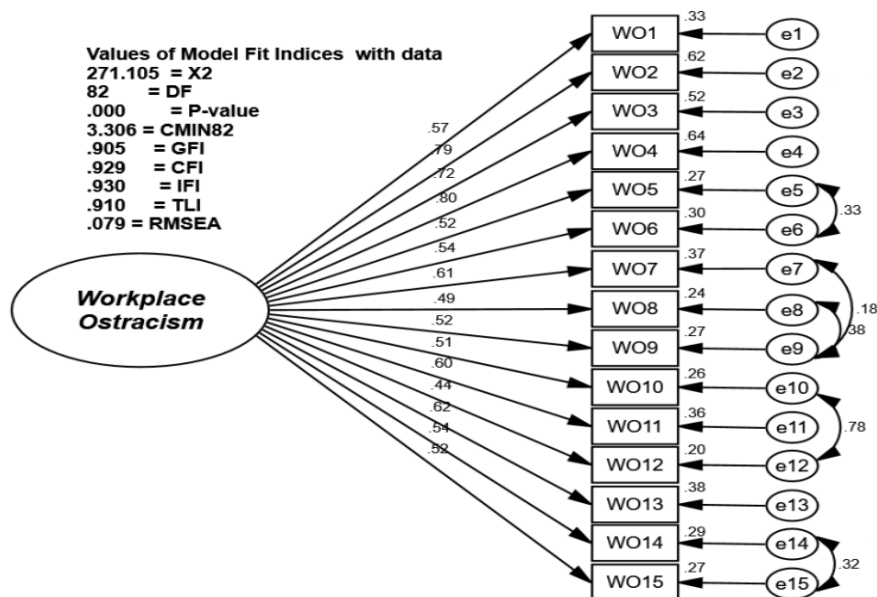 Values of Model Fit Indices with data
271.105 = X2
82 = DF
.000 = P-value
3.306 = CMIN82
.905 = GFI
.929 = CFI
.930 = IFI
.910 = TLI
.079 = RMSEA
Workplace
Ostracism
.57
.79
.72
.80
.52
.54
.61
.49
.52
.51
.60
.44
.62
.54
.52
WO1 .33 e1
WO2 .62 e2
WO3 .52 e3
WO4 .64 e4
WO5 .27 e5
WO6 .30 e6
.33
WO7 .37 e7
WO8 .24 e8
.18
.38
WO9 .27 e9
WO10 .26 e10
WO11 .36 e11
.78
WO12 .20 e12
WO13 .38 e13
WO14 .29 e14
.32
WO15 .27 e15